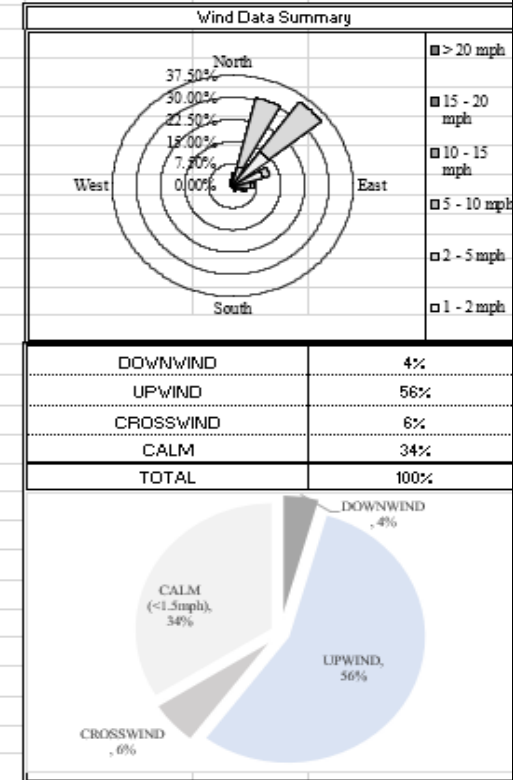 Wind Data Summary
North
37.50%
30.00%
22.50%
15.00%
7.50%
0.00%
West
East
South
> 20 mph
15 - 20
mph
10 - 15
mph
5 - 10 mph
2 - 5 mph
1 - 2 mph
DOWNWIND 4%
UPWIND 56%
CROSSWIND 6%
CALM 34%
TOTAL 100%
DOWNWIND
, 4%
CALM
(<1.5mph),
34%
UPWIND,
56%
CROSSWIND
, 6%